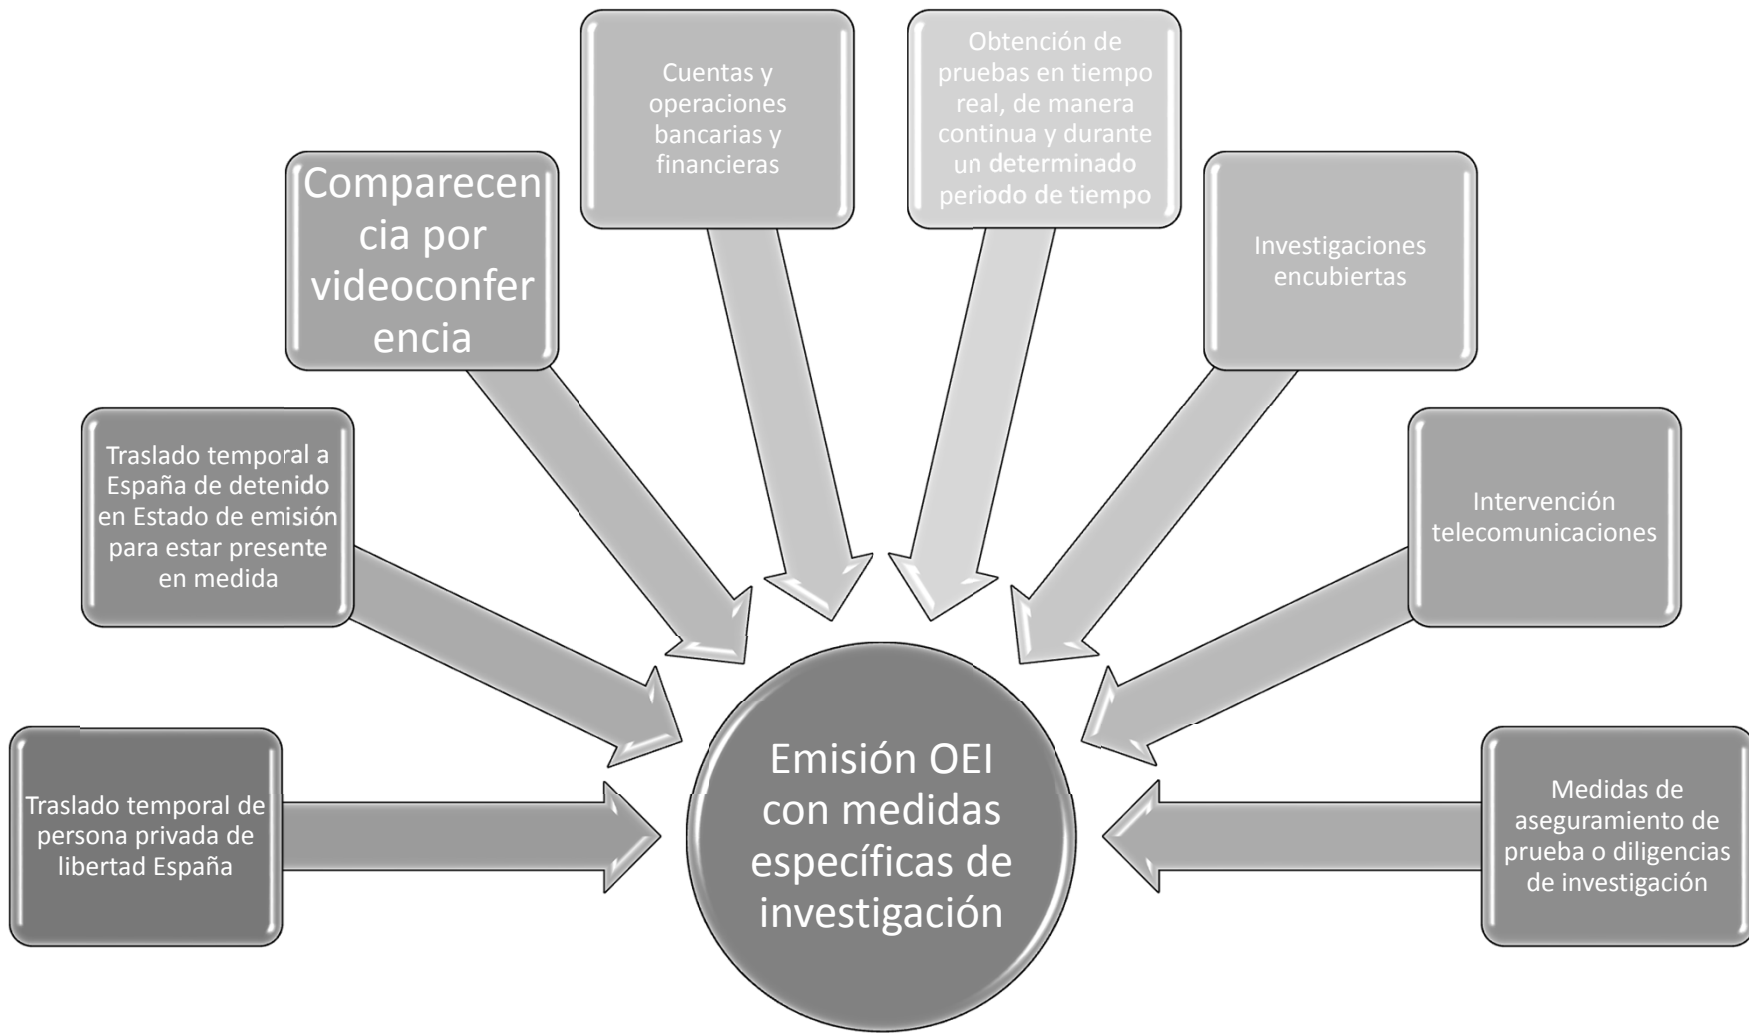 Traslado temporal de
persona privada de
libertad España
Traslado temporal a
España de detenido
en Estado de emisión
para estar presente
en medida
Comparecen
cia por
videoconfer
encia
Cuentas y
operaciones
bancarias y
financieras
Obtención de
pruebas en tiempo
real, de manera
continua y durante
un determinado
periodo de tiempo
Investigaciones
encubiertas
Intervención
telecomunicaciones
Medidas de
aseguramiento de
prueba o diligencias
de investigación
Emisión OEI
con medidas
específicas de
investigación